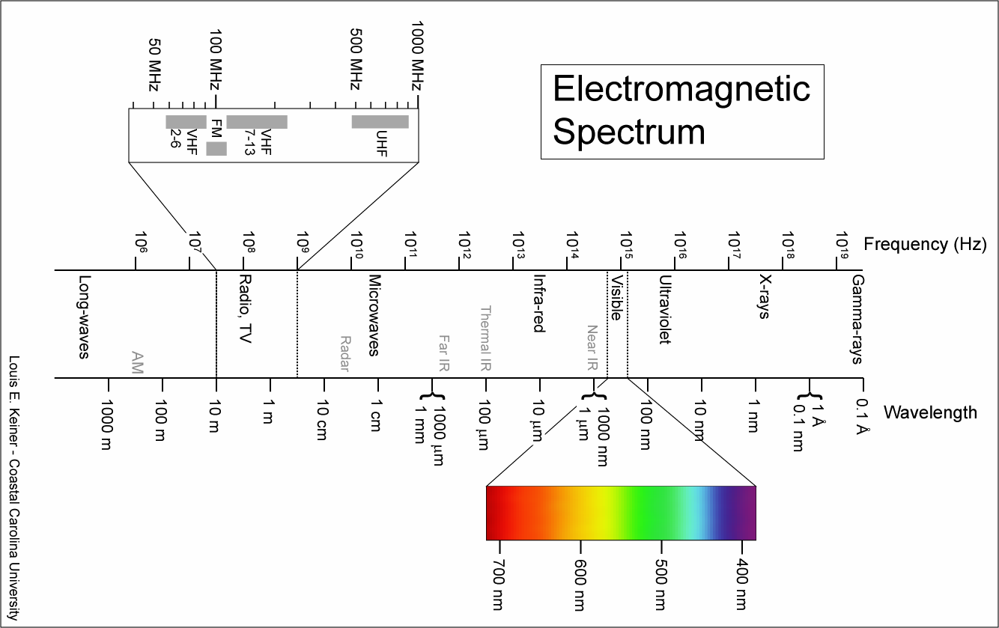 Electromagnetic
Spectrum
50 MHz
100 MHz
500 MHz
1000 MHz
VHF
2-6
FM
VHF
7-13
UHF
10⁶
10⁷
10⁸
10⁹
10¹⁰
10¹¹
10¹²
10¹³
10¹⁴
10¹⁵
10¹⁶
10¹⁷
10¹⁸
10¹⁹
Frequency (Hz)
Long-waves
Radio, TV
Microwaves
Infra-red
Visible
Ultraviolet
X-rays
Gamma-rays
AM
Radar
Far IR
Thermal IR
Near IR
1000 m
100 m
10 m
1 m
10 cm
1 cm
1000 µm
1 mm
100 µm
10 µm
1000 nm
1 µm
100 nm
10 nm
1 nm
1 Å
0.1 nm
0.1 Å
Wavelength
700 nm
600 nm
500 nm
400 nm
Louis E. Keiner - Coastal Carolina University